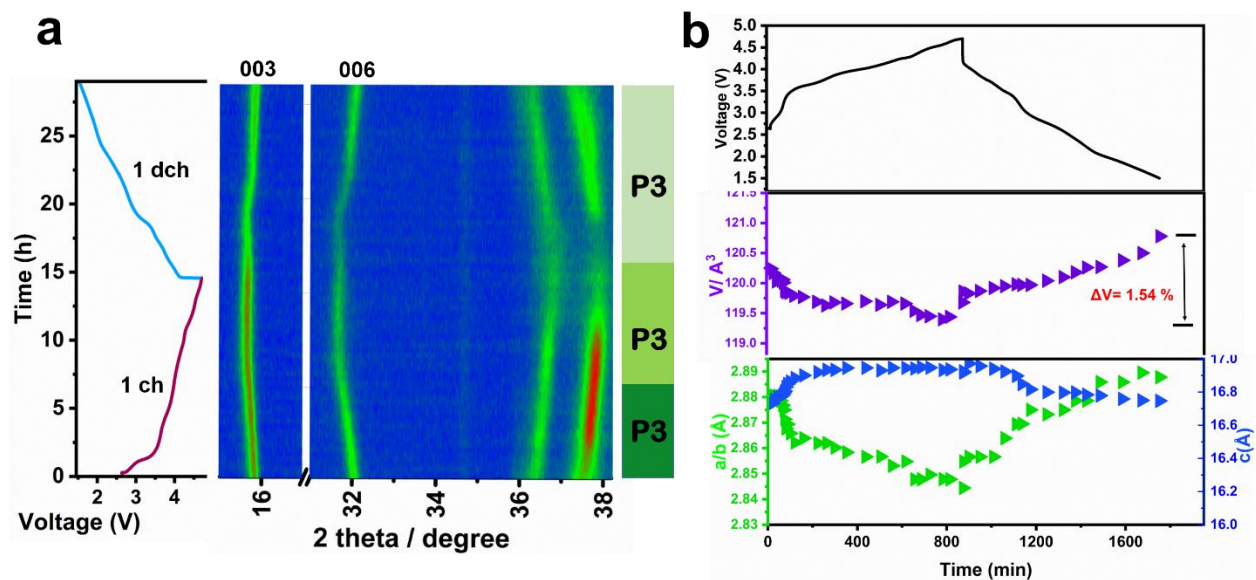 a
003
006
25
20
15
10
5
0
Time (h)
1 dch
1 ch
2
4
Voltage (V)
16
32
34
36
38
2 theta / degree
P3
P3
P3
b
5.0
4.5
4.0
3.5
3.0
2.5
2.0
1.5
Voltage (V)
121.5
121.0
120.5
120.0
119.5
119.0
V/ A³
ΔV= 1.54 %
2.89
2.88
2.87
2.86
2.85
2.84
2.83
a/b (Å)
17.0
16.8
16.6
16.4
16.2
16.0
c(Å)
0
400
800
1200
1600
Time (min)